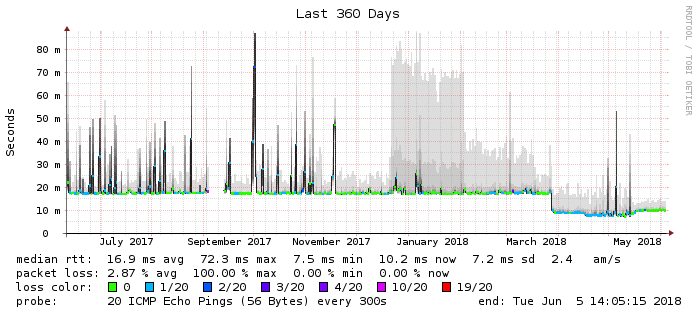 Last 360 Days
RRDTOOL / TOBI OETIKER
Seconds
80 m
70 m
60 m
50 m
40 m
30 m
20 m
10 m
0
July 2017 September 2017 November 2017 January 2018 March 2018 May 2018
median rtt: 16.9 ms avg 72.3 ms max 7.5 ms min 10.2 ms now 7.2 ms sd 2.4 am/s
packet loss: 2.87 % avg 100.00 % max 0.00 % min 0.00 % now
loss color: 0 1/20 2/20 3/20 4/20 10/20 19/20
probe: 20 ICMP Echo Pings (56 Bytes) every 300s end: Tue Jun 5 14:05:15 2018